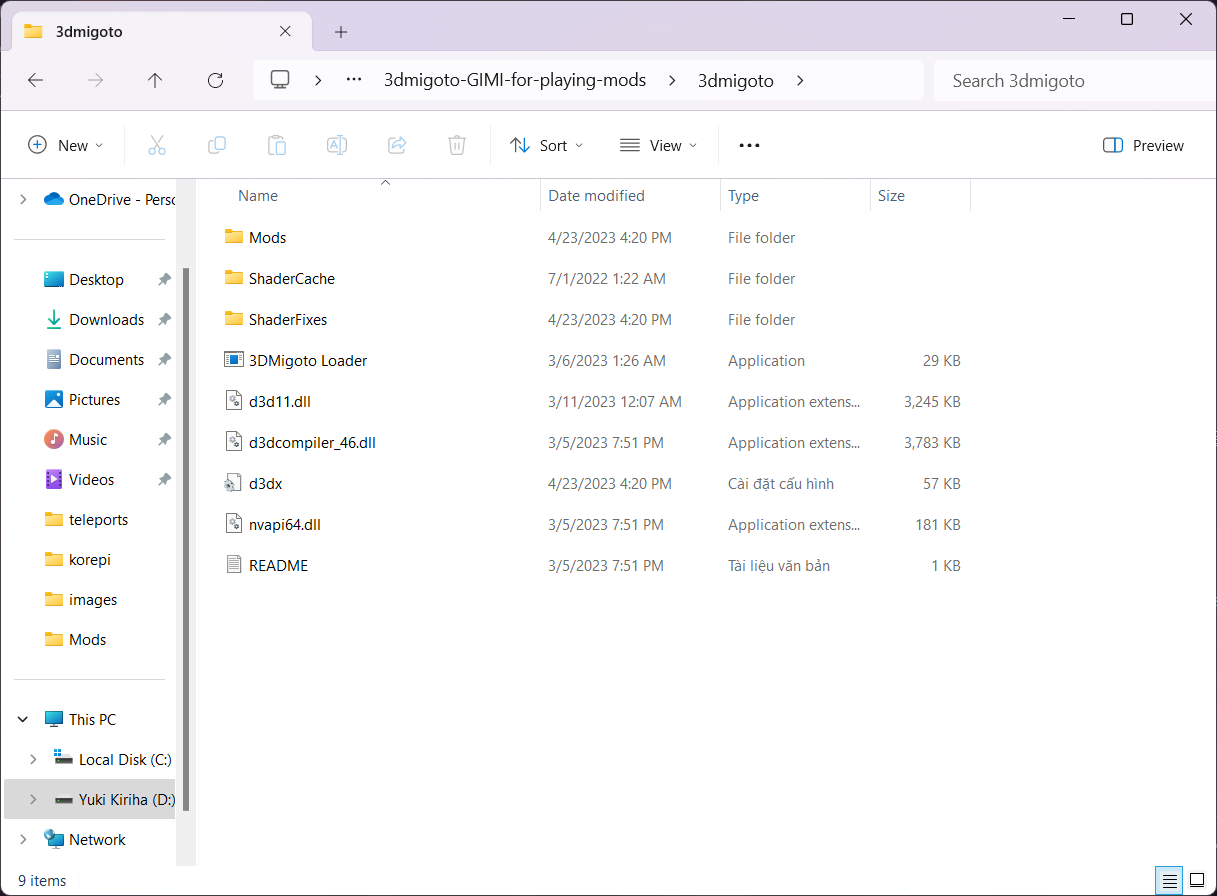 3dmigoto
3dmigoto-GIMI-for-playing-mods
3dmigoto
Search 3dmigoto
New
Sort
View
Preview
OneDrive - Perso
Desktop
Downloads
Documents
Pictures
Music
Videos
teleports
korepi
images
Mods
This PC
Local Disk (C:)
Yuki Kiriha (D:)
Network
Name Date modified Type Size
Mods 4/23/2023 4:20 PM File folder
ShaderCache 7/1/2022 1:22 AM File folder
ShaderFixes 4/23/2023 4:20 PM File folder
3DMigoto Loader 3/6/2023 1:26 AM Application 29 KB
d3d11.dll 3/11/2023 12:07 AM Application extens... 3,245 KB
d3dcompiler_46.dll 3/5/2023 7:51 PM Application extens... 3,783 KB
d3dx 4/23/2023 4:20 PM Cài đặt cấu hình 57 KB
nvapi64.dll 3/5/2023 7:51 PM Application extens... 181 KB
README 3/5/2023 7:51 PM Tài liệu văn bản 1 KB
9 items